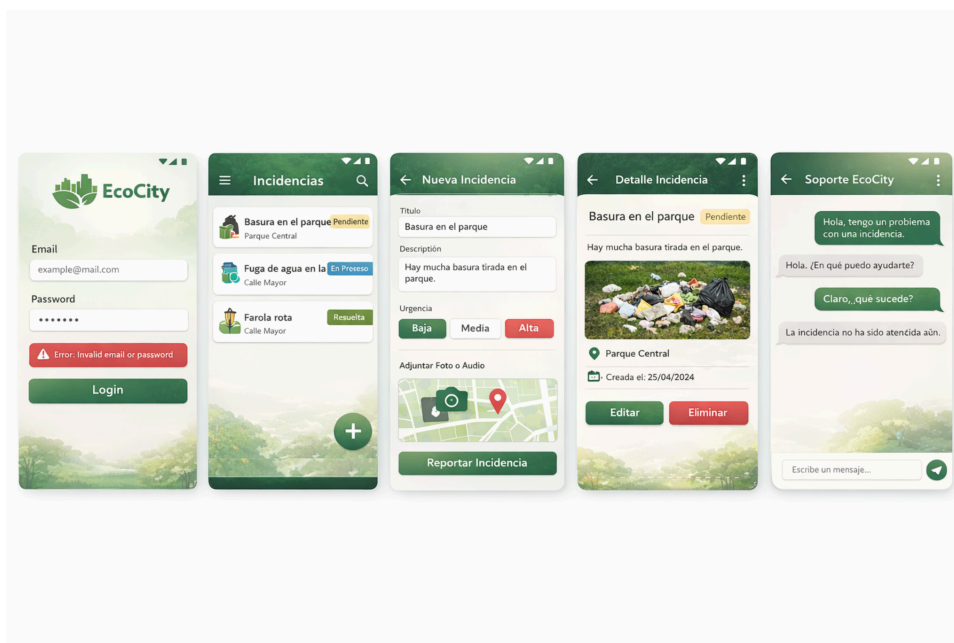 EcoCity
Email
example@mail.com
Password
Error: Invalid email or password
Login
Incidencias
Basura en el parque Pendiente
Parque Central
Fuga de agua en la En Preseso
Calle Mayor
Farola rota Resuelta
Calle Mayor
Nueva Incidencia
Titulo
Basura en el parque
Descriptión
Hay mucha basura tirada en el
parque.
Urgencia
Baja Media Alta
Adjuntar Foto o Audio
Reportar Incidencia
Detalle Incidencia
Basura en el parque Pendiente
Hay mucha basura tirada en el parque.
Parque Central
Creada el: 25/04/2024
Editar Eliminar
Soporte EcoCity
Hola, tengo un problema
con una incidencia.
Hola. ¿En qué puedo ayudarte?
Claro, qué sucede?
La incidencia no ha sido atención aún.
Escribe un mensaje...